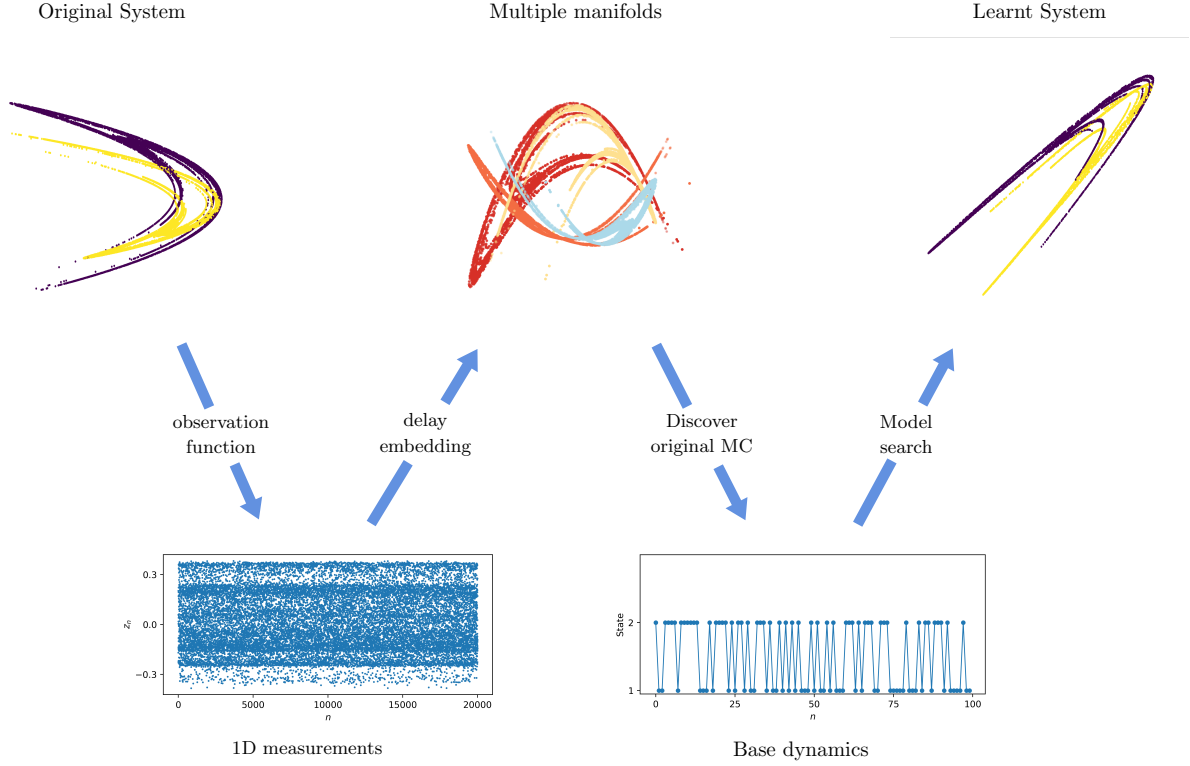 Original System
Multiple manifolds
Learnt System
observation
function
delay
embedding
Discover
original MC
Model
search
0.3
0.0
−0.3
zn
0
5000
10000
15000
20000
n
1D measurements
State
2
1
0
25
50
75
100
n
Base dynamics